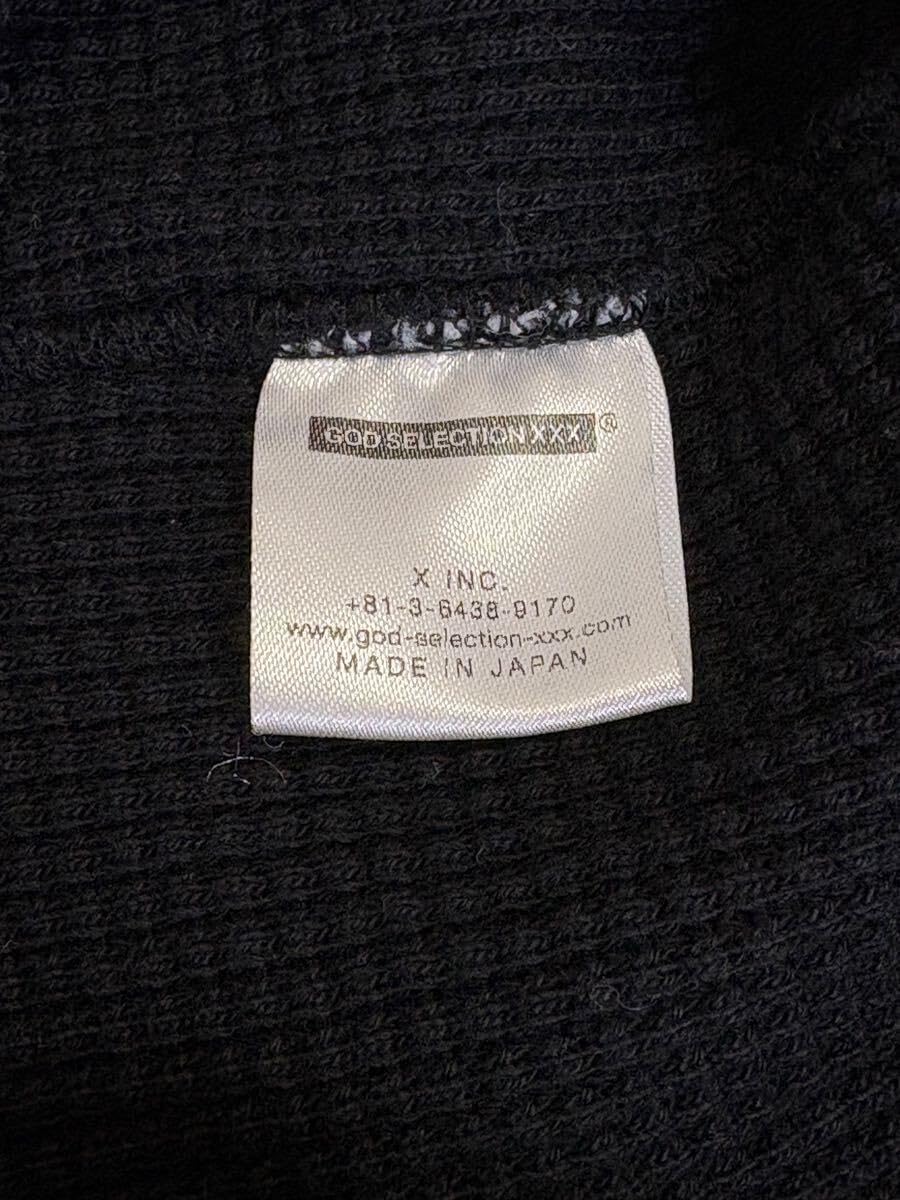 GOD SELECTION XXX®
X INC.
+81-3-6438-9170
www.god-selection-xxx.com
MADE IN JAPAN